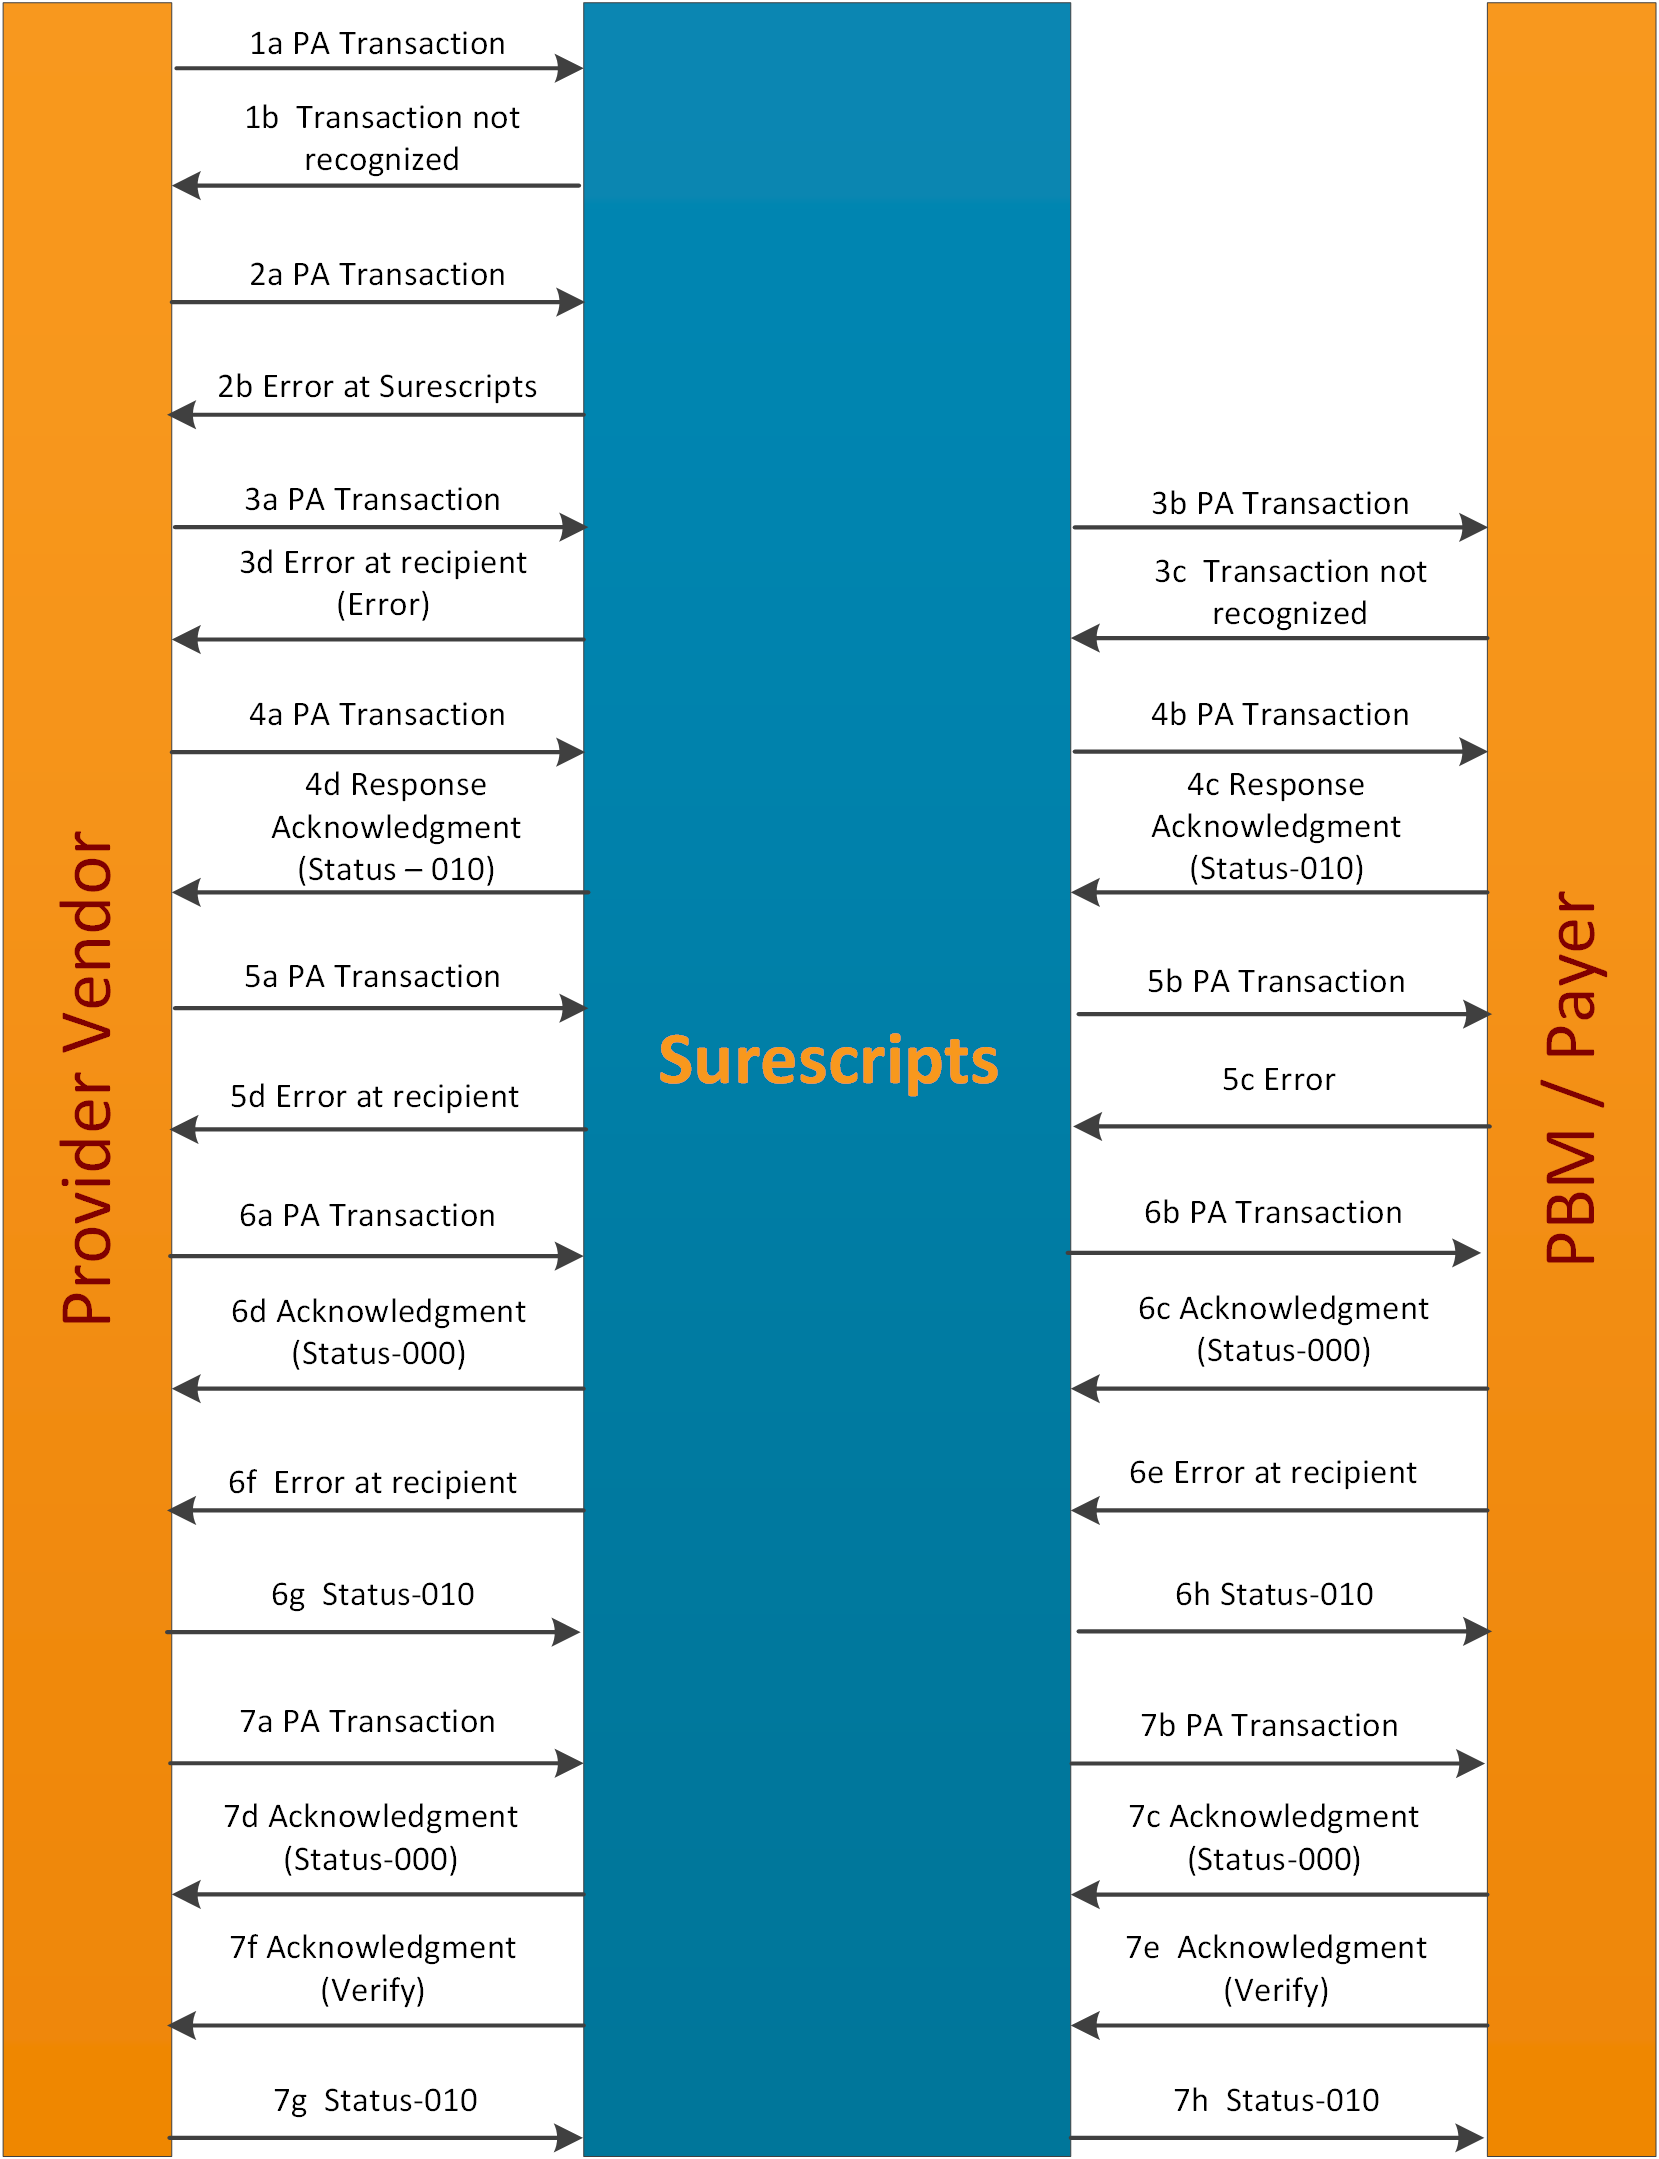 1a PA Transaction
1b  Transaction not
recognized
2a PA Transaction
2b Error at Surescripts
3a PA Transaction
3b PA Transaction
3d Error at recipient
(Error)
3c  Transaction not
recognized
4a PA Transaction
4b PA Transaction
4d Response
Acknowledgment
(Status – 010)
4c Response
Acknowledgment
(Status-010)
5a PA Transaction
5b PA Transaction
5d Error at recipient
5c Error
6a PA Transaction
6b PA Transaction
6d Acknowledgment
(Status-000)
6c Acknowledgment
(Status-000)
6f  Error at recipient
6e Error at recipient
6g  Status-010
6h Status-010
7a PA Transaction
7b PA Transaction
7d Acknowledgment
(Status-000)
7c Acknowledgment
(Status-000)
7f Acknowledgment
(Verify)
7e  Acknowledgment
(Verify)
7g  Status-010
7h  Status-010
Provider Vendor
Surescripts
PBM / Payer